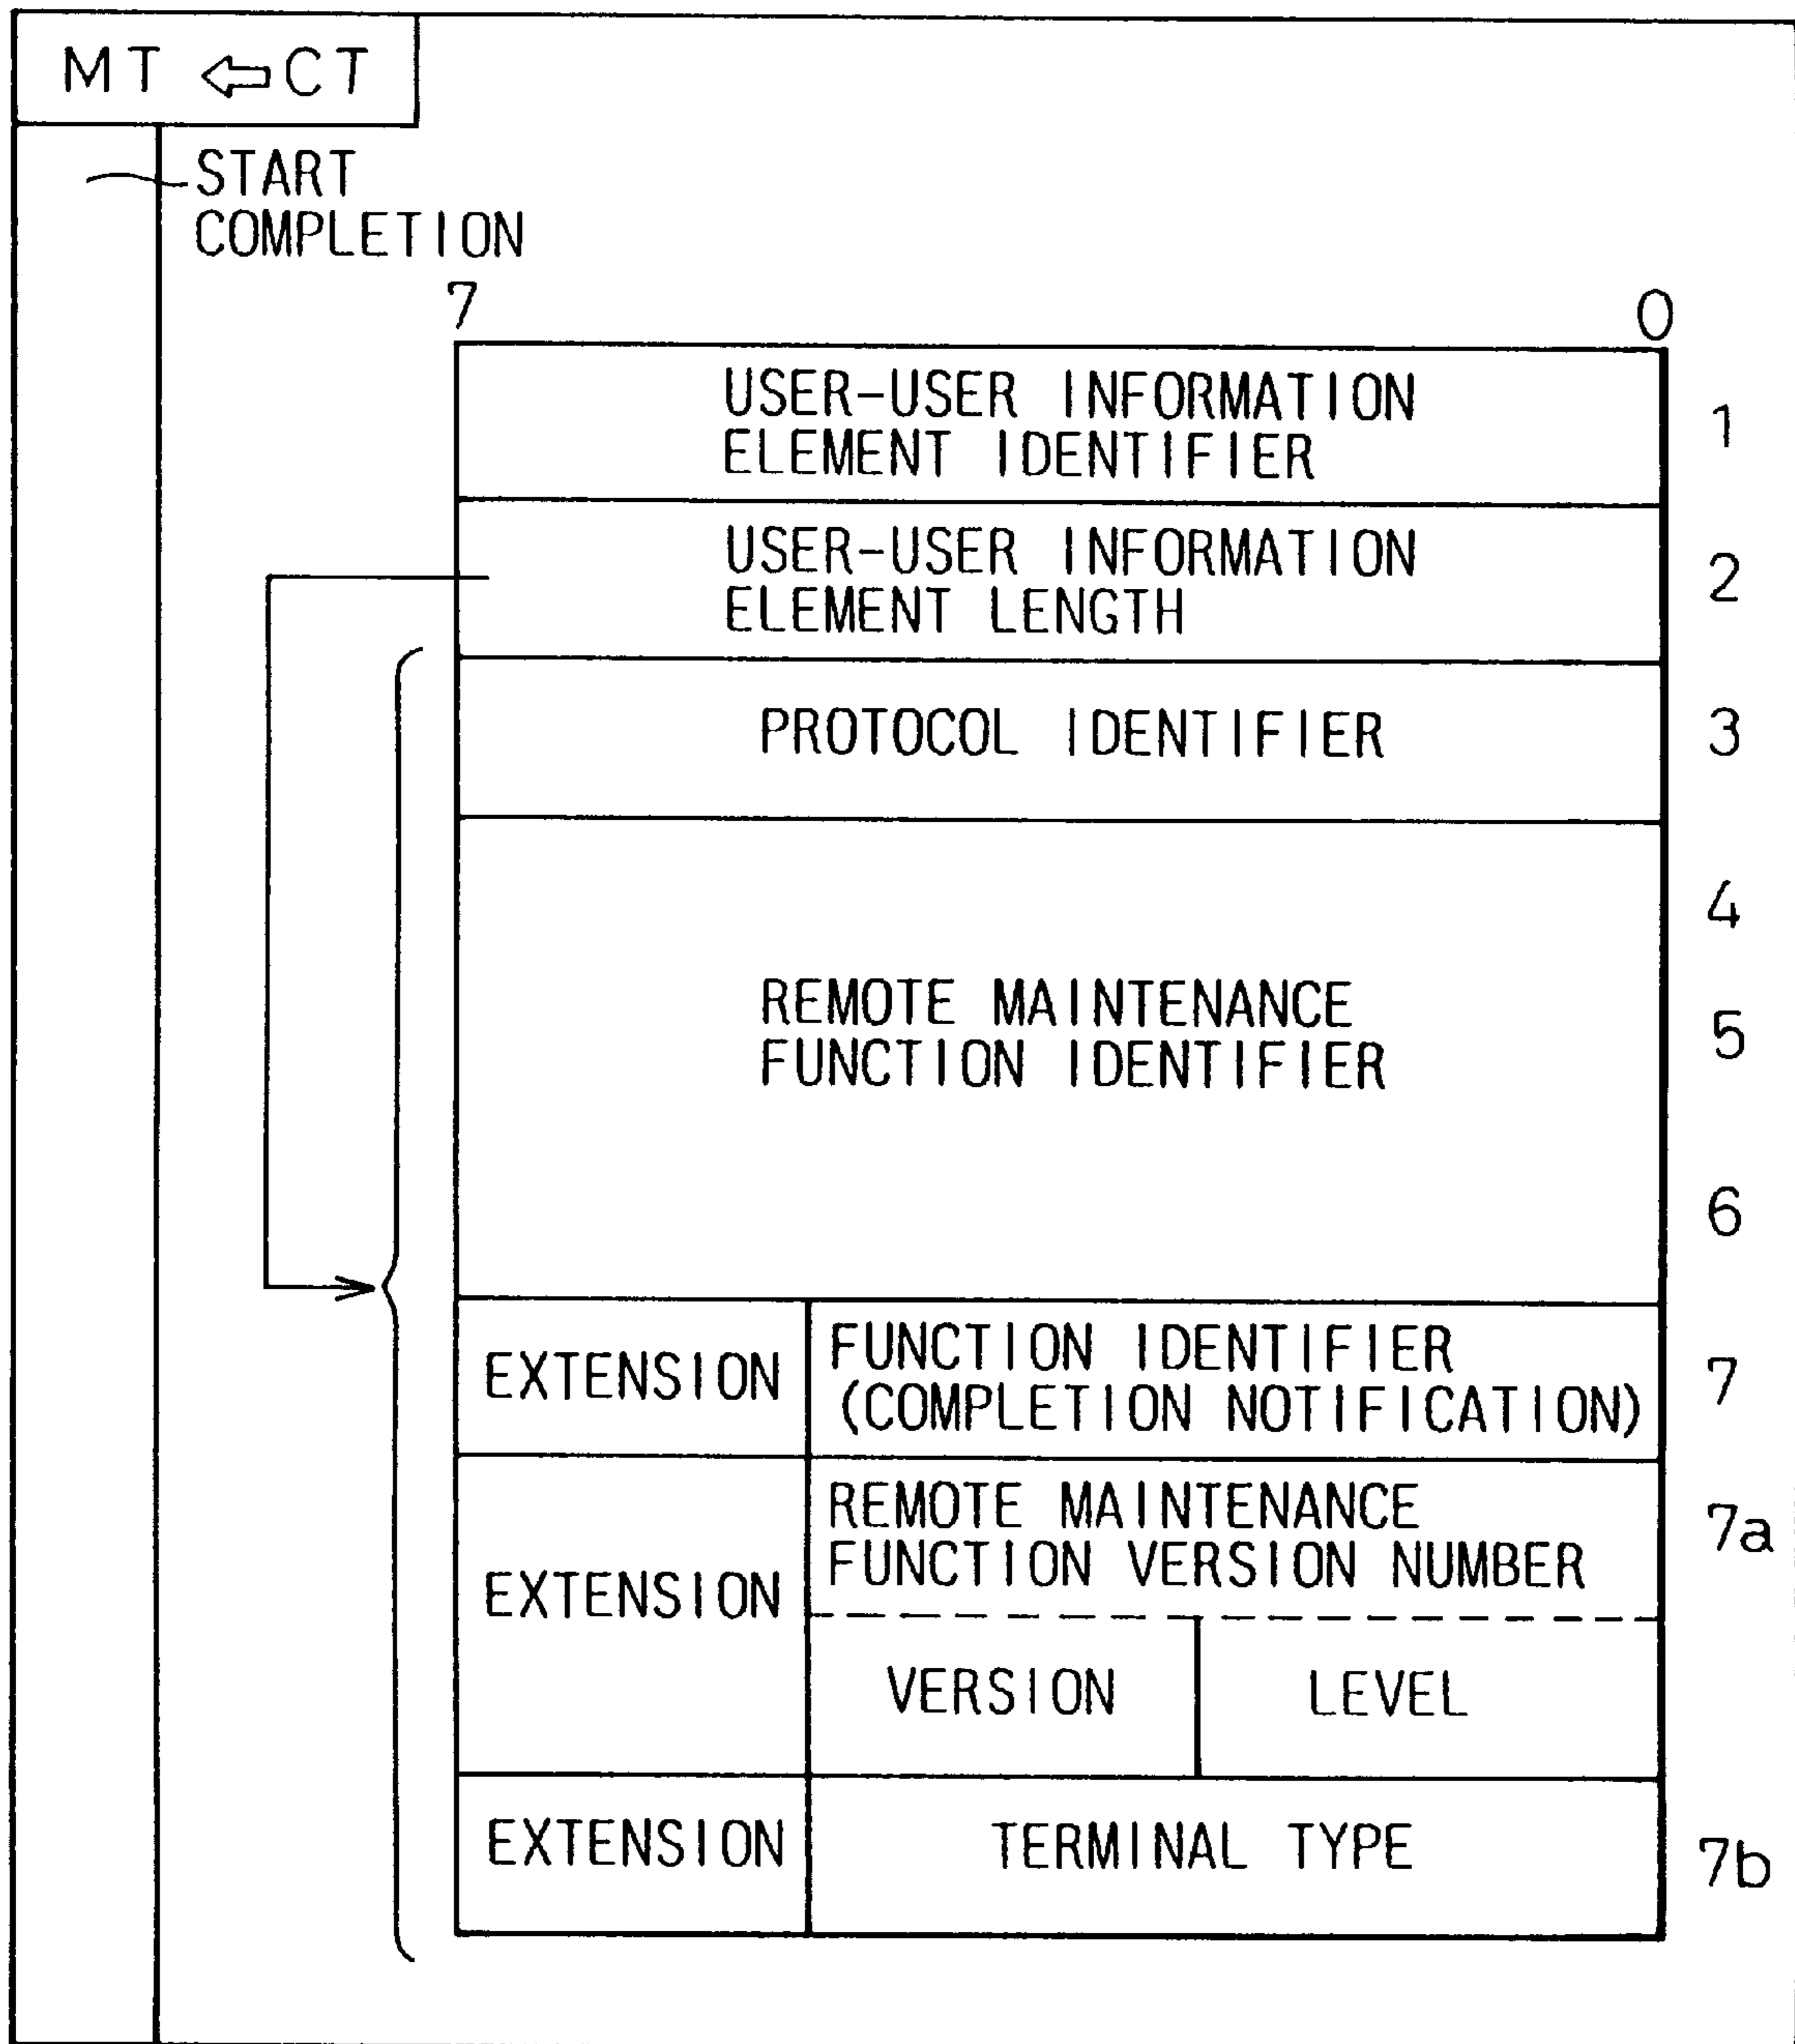 MT ⇦ CT
START
COMPLETION
7 0
USER-USER INFORMATION
ELEMENT IDENTIFIER
1
USER-USER INFORMATION
ELEMENT LENGTH
2
PROTOCOL IDENTIFIER
3
4
REMOTE MAINTENANCE
FUNCTION IDENTIFIER
5
6
EXTENSION
FUNCTION IDENTIFIER
(COMPLETION NOTIFICATION)
7
EXTENSION
REMOTE MAINTENANCE
FUNCTION VERSION NUMBER
7a
VERSION
LEVEL
EXTENSION
TERMINAL TYPE
7b